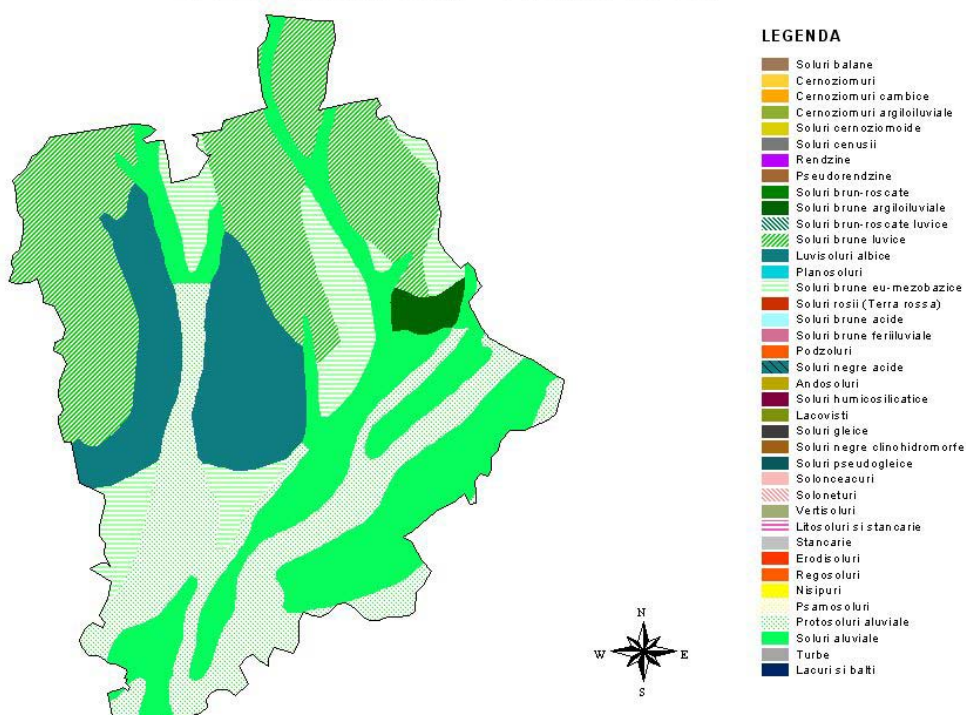 LEGENDA
Soluri balane
Cernoziomuri
Cernoziomuri cambice
Cernoziomuri argiloiluviale
Soluri cernoziomoide
Soluri cenusii
Rendzine
Pseudorendzine
Soluri brun-roscate
Soluri brune argiloiluviale
Soluri brun-roscate luvice
Soluri brune luvice
Luvisoluri albice
Planosoluri
Soluri brune eu-mezobazice
Soluri rosii (Terra rossa)
Soluri brune acide
Soluri brune feriiluviale
Podzoluri
Soluri negre acide
Andosoluri
Soluri humicosilicatice
Lacovisti
Soluri gleice
Soluri negre clinohidromorfe
Soluri pseudogleice
Solonceacuri
Soloneturi
Vertisoluri
Litosoluri si stancarie
Stancarie
Erodisoluri
Regosoluri
Nisipuri
Psamosoluri
Protosoluri aluviale
Soluri aluviale
Turbe
Lacuri si balti
N
W E
S